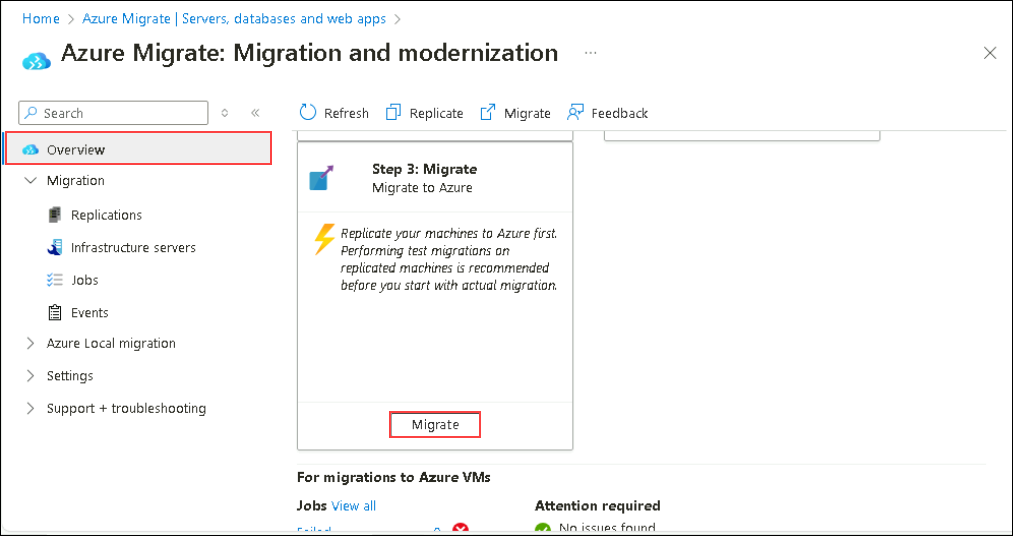 Home > Azure Migrate | Servers, databases and web apps >
Azure Migrate: Migration and modernization ...
Search
Refresh Replicate Migrate Feedback
Overview
Migration
Replications
Infrastructure servers
Jobs
Events
Azure Local migration
Settings
Support + troubleshooting
Step 3: Migrate
Migrate to Azure
Replicate your machines to Azure first.
Performing test migrations on
replicated machines is recommended
before you start with actual migration.
Migrate
For migrations to Azure VMs
Jobs View all
Attention required
Failed
No issues found